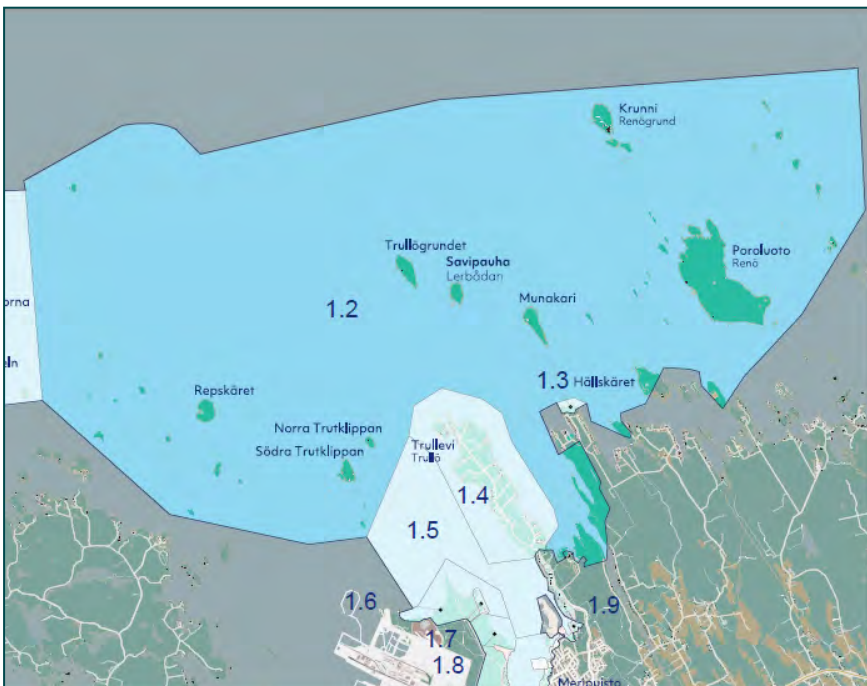 Krunni
Renögrund
Trullögrundet
Savipauha
Lerbådan
Poroluoto
Renö
orna
1.2
Munakari
eln
1.3 Hällskäret
Repskäret
Norra Trutklippan
Södra Trutklippan
Trullevi
Trullö
1.4
1.5
1.6
1.9
1.7
1.8
Meripuisto